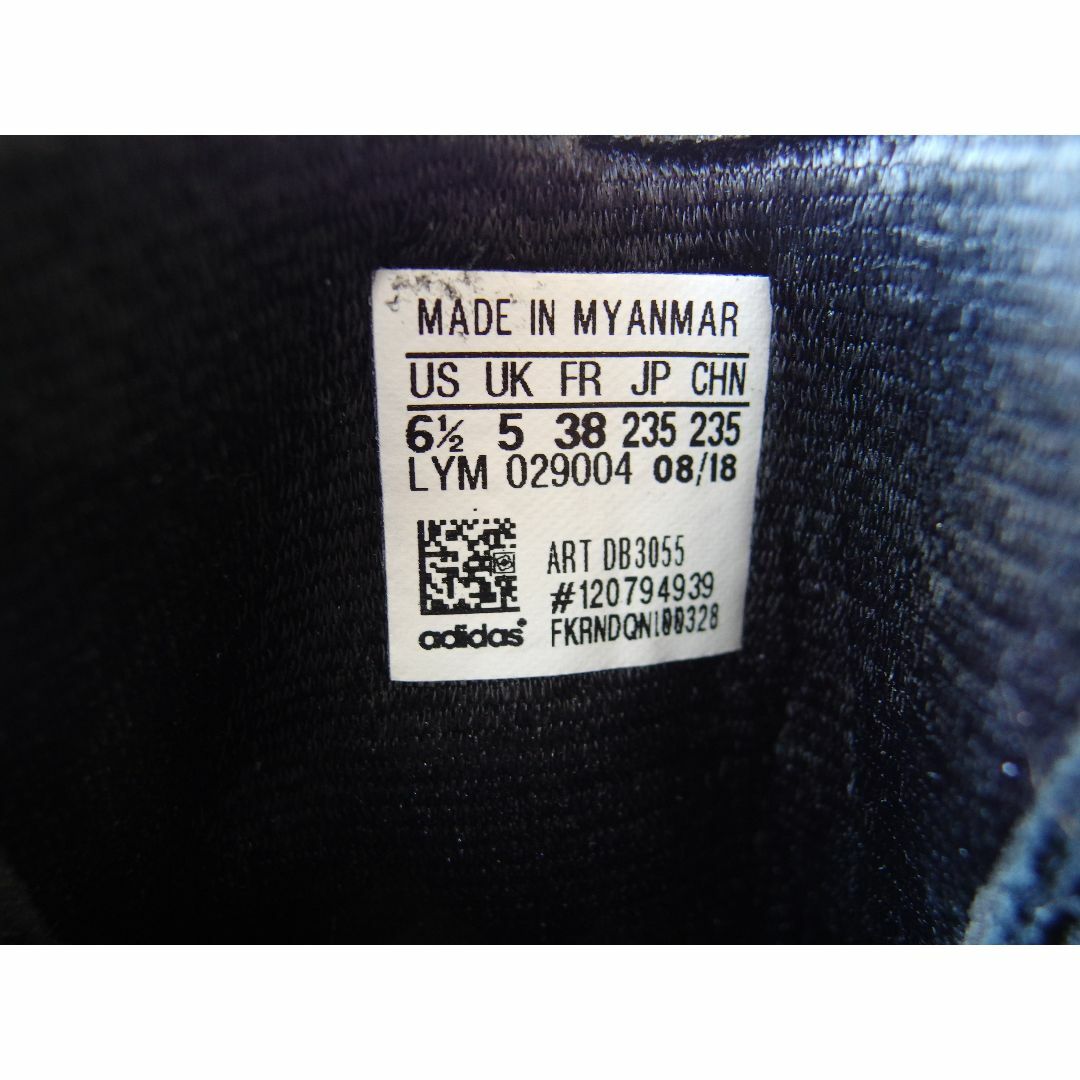 MADE IN MYANMAR
US UK FR JP CHN
6½ 5 38 235 235
LYM 029004 08/18
ART DB3055
#120794939
adidas